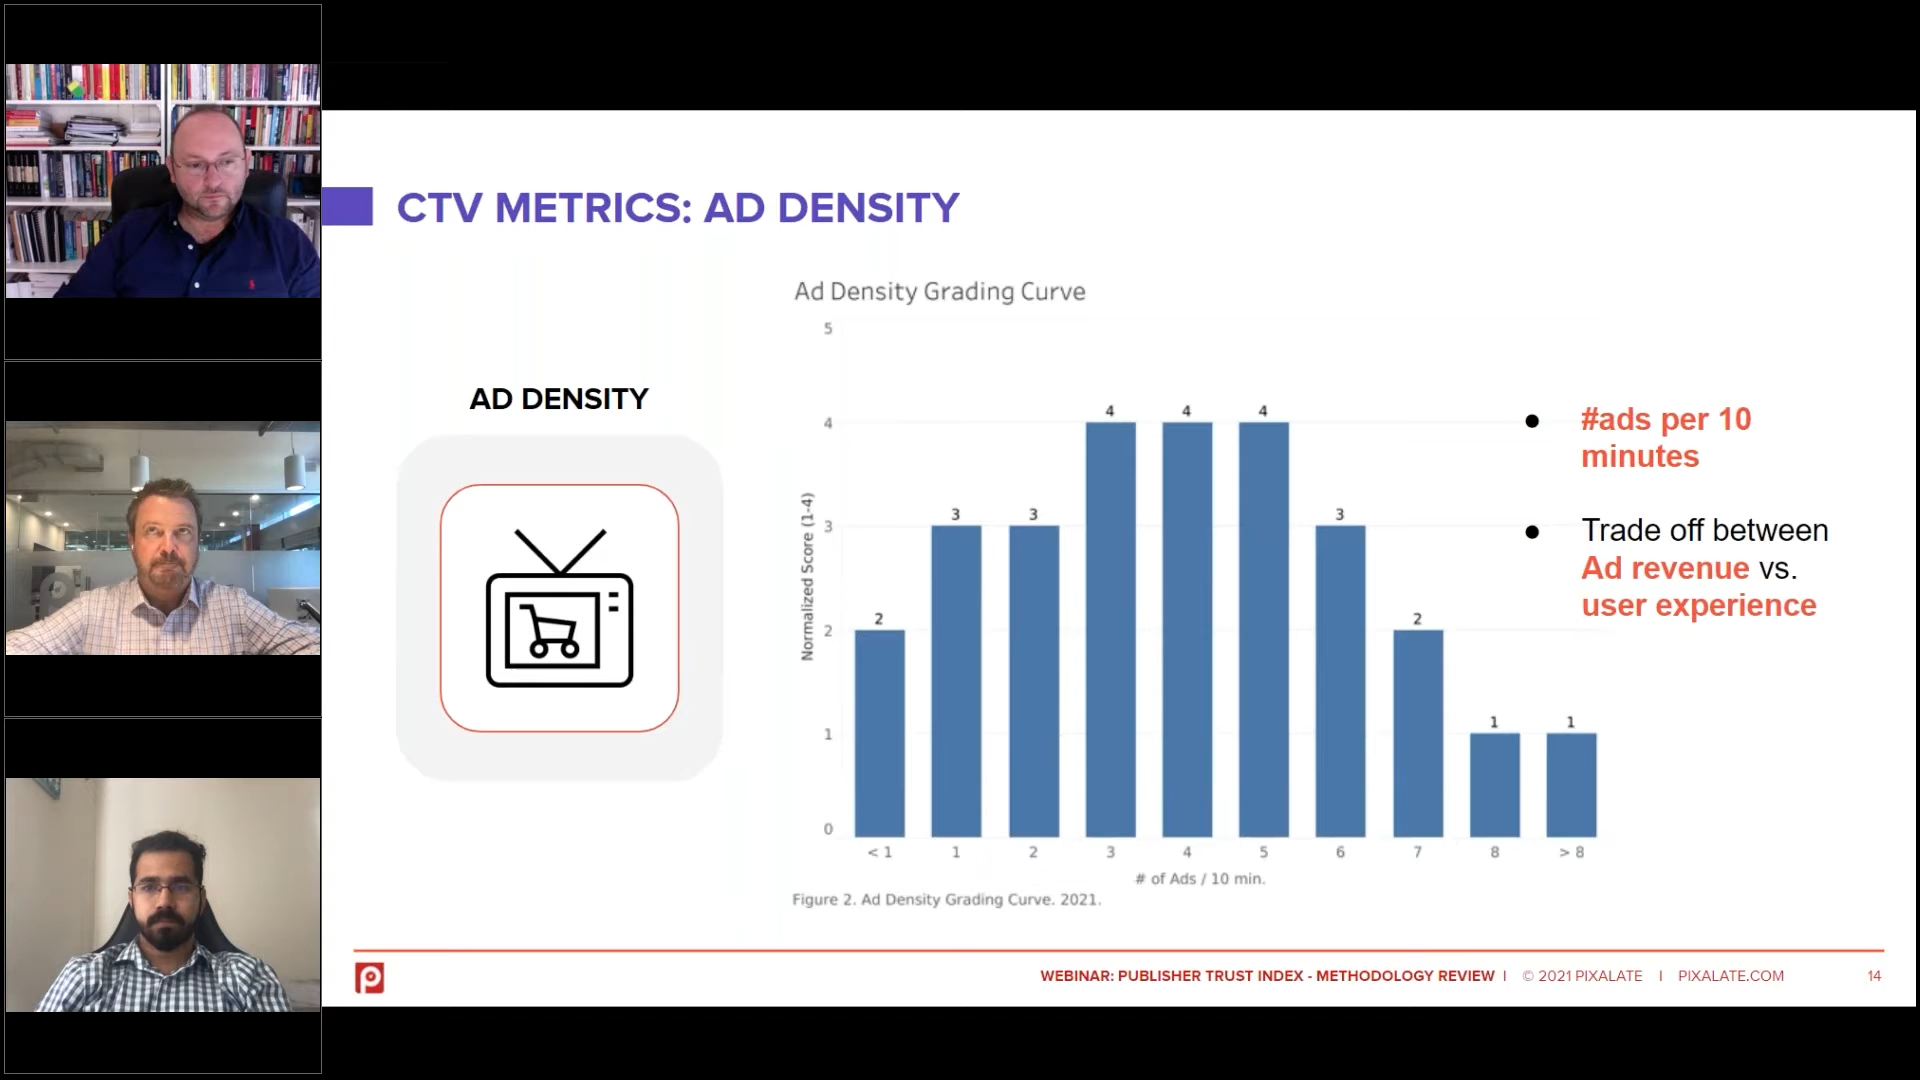 CTV METRICS: AD DENSITY
AD DENSITY
Ad Density Grading Curve
5
4
3
2
1
0
Normalized Score (1-4)
2
3
3
4
4
4
3
2
1
1
< 1
1
2
3
4
5
6
7
8
> 8
# of Ads / 10 min.
Figure 2. Ad Density Grading Curve. 2021.
● #ads per 10
minutes
● Trade off between
Ad revenue vs.
user experience
WEBINAR: PUBLISHER TRUST INDEX - METHODOLOGY REVIEW I © 2021 PIXALATE I PIXALATE.COM 14